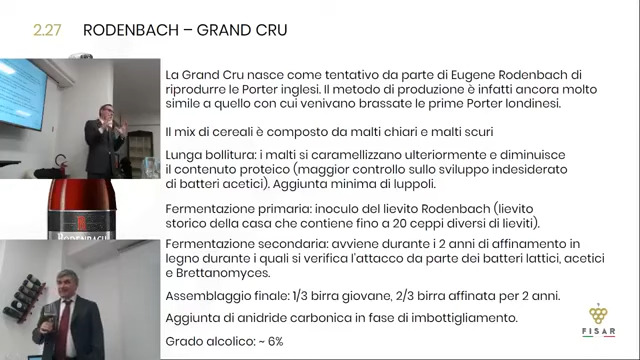 2.27 RODENBACH – GRAND CRU
La Grand Cru nasce come tentativo da parte di Eugene Rodenbach di
riprodurre le Porter inglesi. Il metodo di produzione è infatti ancora molto
simile a quello con cui venivano brassate le prime Porter londinesi.
Il mix di cereali è composto da malti chiari e malti scuri
Lunga bollitura: i malti si caramellizzano ulteriormente e diminuisce
il contenuto proteico (maggior controllo sullo sviluppo indesiderato
di batteri acetici). Aggiunta minima di luppoli.
Fermentazione primaria: inoculo del lievito Rodenbach (lievito
storico della casa che contiene fino a 20 ceppi diversi di lieviti).
Fermentazione secondaria: avviene durante i 2 anni di affinamento in
legno durante i quali si verifica l'attacco da parte dei batteri lattici, acetici
e Brettanomyces.
Assemblaggio finale: 1/3 birra giovane, 2/3 birra affinata per 2 anni.
Aggiunta di anidride carbonica in fase di imbottigliamento.
Grado alcolico: ~ 6%
RODENBACH
FISAR